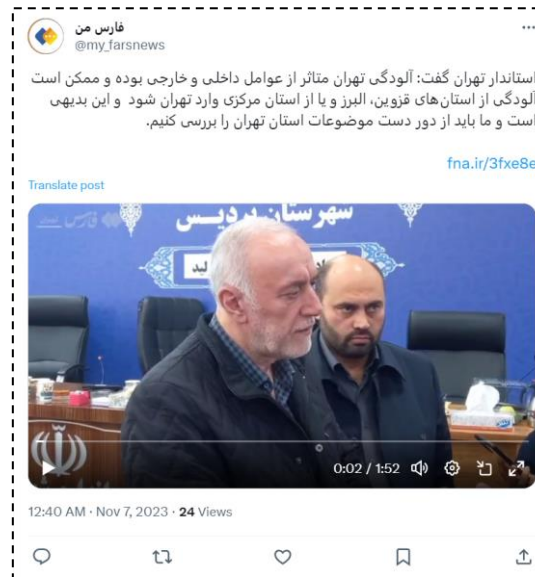 فارس من
@my_farsnews
استاندار تهران گفت: آلودگی تهران متاثر از عوامل داخلی و خارجی بوده و ممکن است
آلودگی از استان‌های قزوین، البرز و یا از استان مرکزی وارد تهران شود و این بدیهی
است و ما باید از دور دست موضوعات استان تهران را بررسی کنیم.
fna.ir/3fxe8e
Translate post
شهرستان پردیس
فارس
لید
0:02 / 1:52
12:40 AM · Nov 7, 2023 · 24 Views